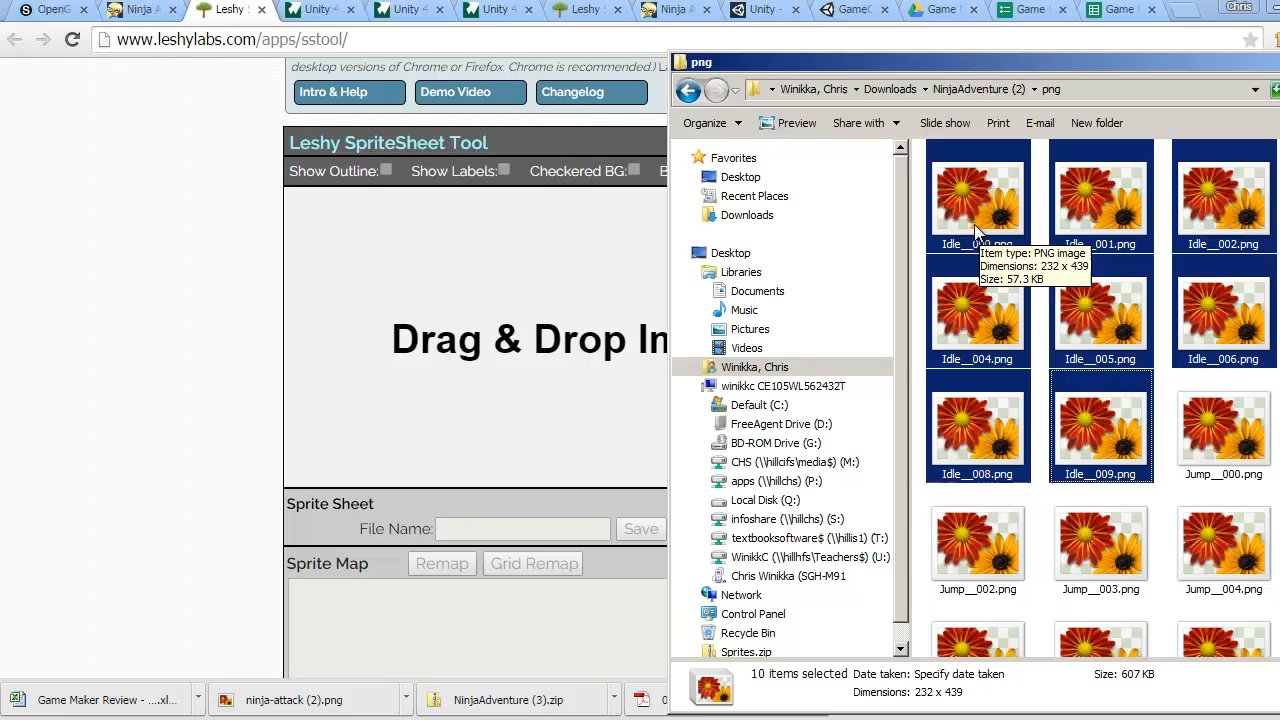 OpenG
Ninja A
Leshy S
Unity 4
Unity 4
Unity 4
Leshy S
Ninja A
Unity -
GameC
Game I
Game I
Game I
Chris
www.leshylabs.com/apps/sstool/
desktop versions of Chrome or Firefox. Chrome is recommended.)
Intro & Help
Demo Video
Changelog
Leshy SpriteSheet Tool
Show Outline:
Show Labels:
Checkered BG:
Drag & Drop
Sprite Sheet
File Name:
Save
Sprite Map
Remap
Grid Remap
png
Winikka, Chris
Downloads
NinjaAdventure (2)
png
Organize
Preview
Share with
Slide show
Print
E-mail
New folder
Favorites
Desktop
Recent Places
Downloads
Desktop
Libraries
Documents
Music
Pictures
Videos
Winikka, Chris
winikkc CE105WL562432T
Default (C:)
FreeAgent Drive (D:)
BD-ROM Drive (G:)
CHS (\\hillcifs\media$) (M:)
apps (\\hillchs) (P:)
Local Disk (Q:)
infoshare (\\hillchs) (S:)
textbooksoftware$ (\\hillis1) (T:)
WinikkC (\\hillhfs\Teachers$) (U:)
Chris Winikka (SGH-M91
Network
Control Panel
Recycle Bin
Sprites.zip
Idle__000.png
Idle__001.png
Idle__002.png
Item type: PNG image
Dimensions: 232 x 439
Size: 57.3 KB
Idle__004.png
Idle__005.png
Idle__006.png
Idle__008.png
Idle__009.png
Jump__000.png
Jump__002.png
Jump__003.png
Jump__004.png
10 items selected
Date taken: Specify date taken
Size: 607 KB
Dimensions: 232 x 439
Game Maker Review - ....xl...
ninja-attack (2).png
NinjaAdventure (3).zip